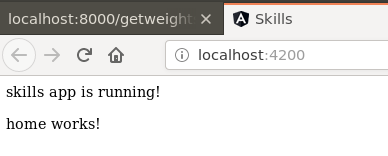 localhost:8000/getweight
Skills
localhost:4200
skills app is running!
home works!